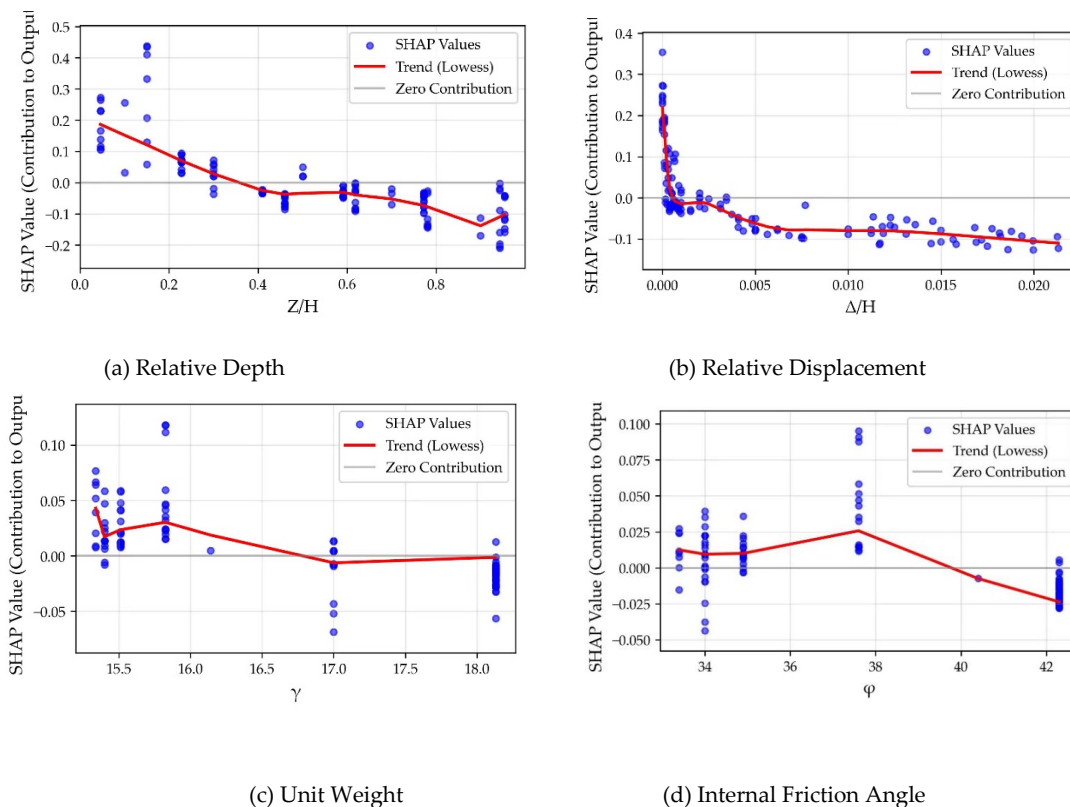 SHAP Value (Contribution to Output
0.5
0.4
0.3
0.2
0.1
0.0
−0.1
−0.2
0.0 0.2 0.4 0.6 0.8
Z/H
SHAP Values
Trend (Lowess)
Zero Contribution
(a) Relative Depth
SHAP Value (Contribution to Output
0.4
0.3
0.2
0.1
0.0
−0.1
0.000 0.005 0.010 0.015 0.020
Δ/H
SHAP Values
Trend (Lowess)
Zero Contribution
(b) Relative Displacement
SHAP Value (Contribution to Outpu
0.10
0.05
0.00
−0.05
15.5 16.0 16.5 17.0 17.5 18.0
γ
SHAP Values
Trend (Lowess)
Zero Contribution
(c) Unit Weight
SHAP Value (Contribution to Outpu
0.100
0.075
0.050
0.025
0.000
−0.025
−0.050
34 36 38 40 42
φ
SHAP Values
Trend (Lowess)
Zero Contribution
(d) Internal Friction Angle